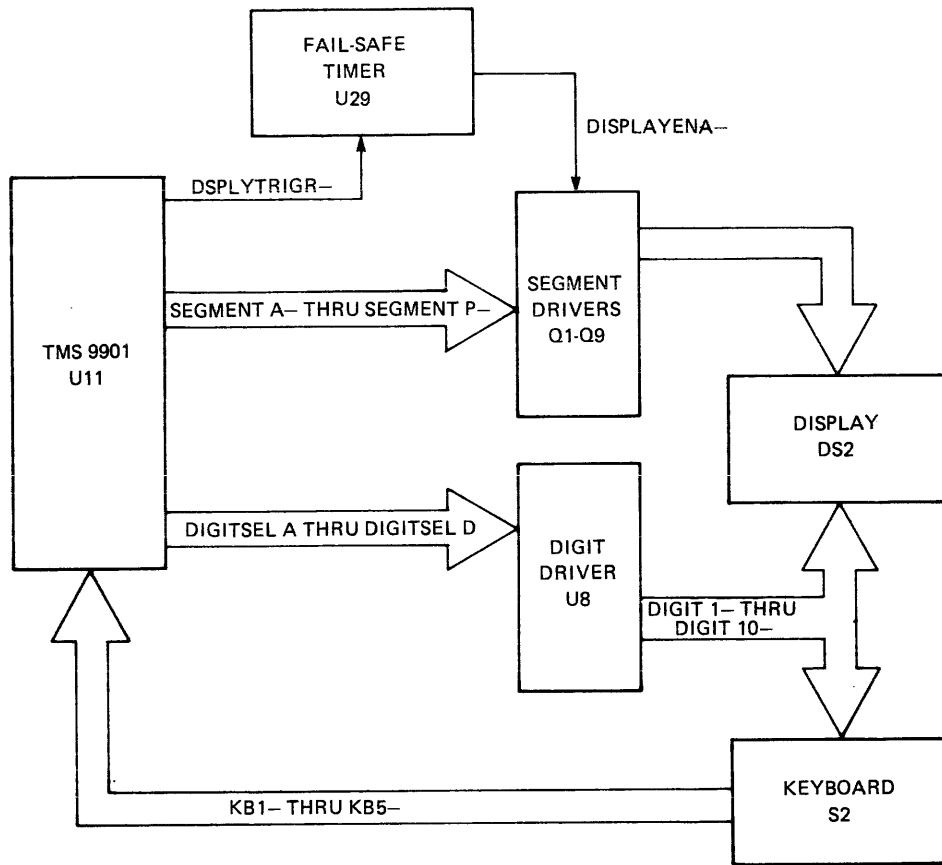 FAIL-SAFE
TIMER
U29
DISPLAYENA—
DSPLYTRIGR—
TMS 9901
U11
SEGMENT A— THRU SEGMENT P—
SEGMENT
DRIVERS
Q1-Q9
DISPLAY
DS2
DIGITSEL A THRU DIGITSEL D
DIGIT
DRIVER
U8
DIGIT 1— THRU
DIGIT 10—
KB1— THRU KB5—
KEYBOARD
S2